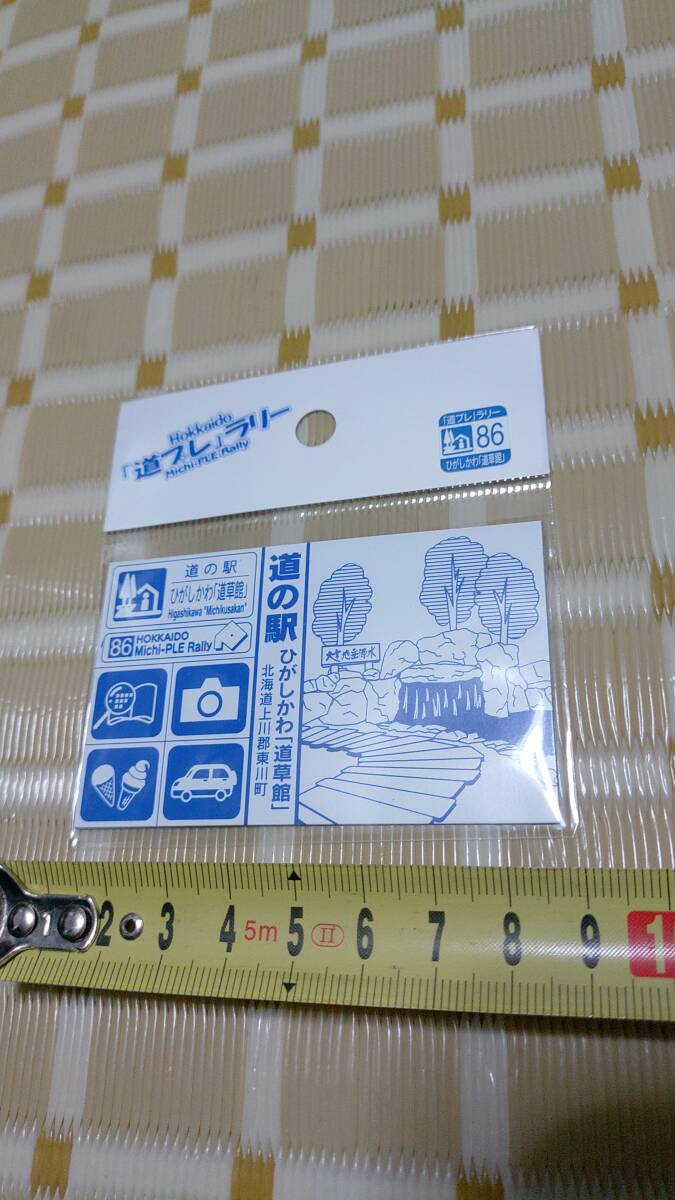 Hokkaido
「道プレ」ラリー
Michi-PLE Rally
「道プレ」ラリー
86
ひがしかわ「道草館」
道の駅
ひがしかわ「道草館」
Higashikawa "Michikusakan"
86 HOKKAIDO
Michi-PLE Rally
道の駅
ひがしかわ「道草館」
北海道上川郡東川町
大雪旭岳源水
1 2 3 4 5m 5 II 6 7 8 9 1